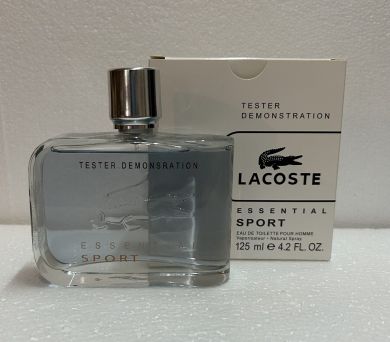 TESTER DEMONSRATION
ESSENTIAL
SPORT
TESTER
DEMONSTRATION
LACOSTE
ESSENTIAL
SPORT
EAU DE TOILETTE POUR HOMME
Vaporisateur - Natural Spray
125 ml e 4.2 FL. OZ.